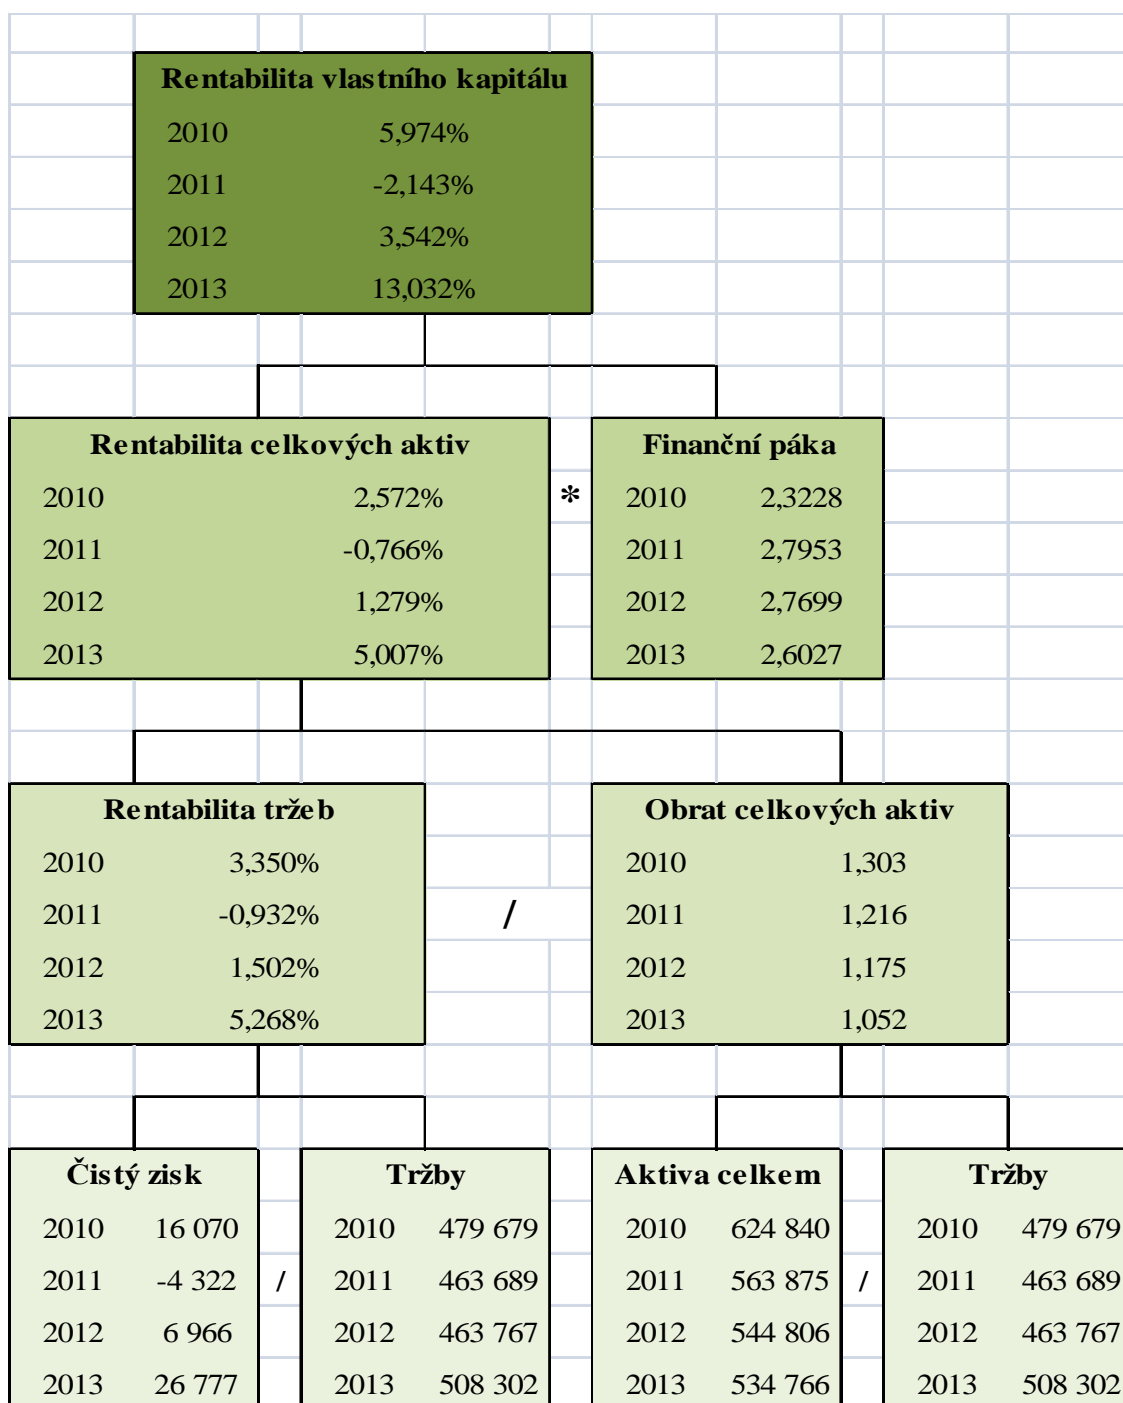 Rentabilita vlastního kapitálu
2010 5,974%
2011 -2,143%
2012 3,542%
2013 13,032%
Rentabilita celkových aktiv
2010 2,572%
2011 -0,766%
2012 1,279%
2013 5,007%
*
Finanční páka
2010 2,3228
2011 2,7953
2012 2,7699
2013 2,6027
Rentabilita tržeb
2010 3,350%
2011 -0,932%
2012 1,502%
2013 5,268%
/
Obrat celkových aktiv
2010 1,303
2011 1,216
2012 1,175
2013 1,052
Čistý zisk
2010 16 070
2011 -4 322
2012 6 966
2013 26 777
/
Tržby
2010 479 679
2011 463 689
2012 463 767
2013 508 302
Aktiva celkem
2010 624 840
2011 563 875
2012 544 806
2013 534 766
/
Tržby
2010 479 679
2011 463 689
2012 463 767
2013 508 302